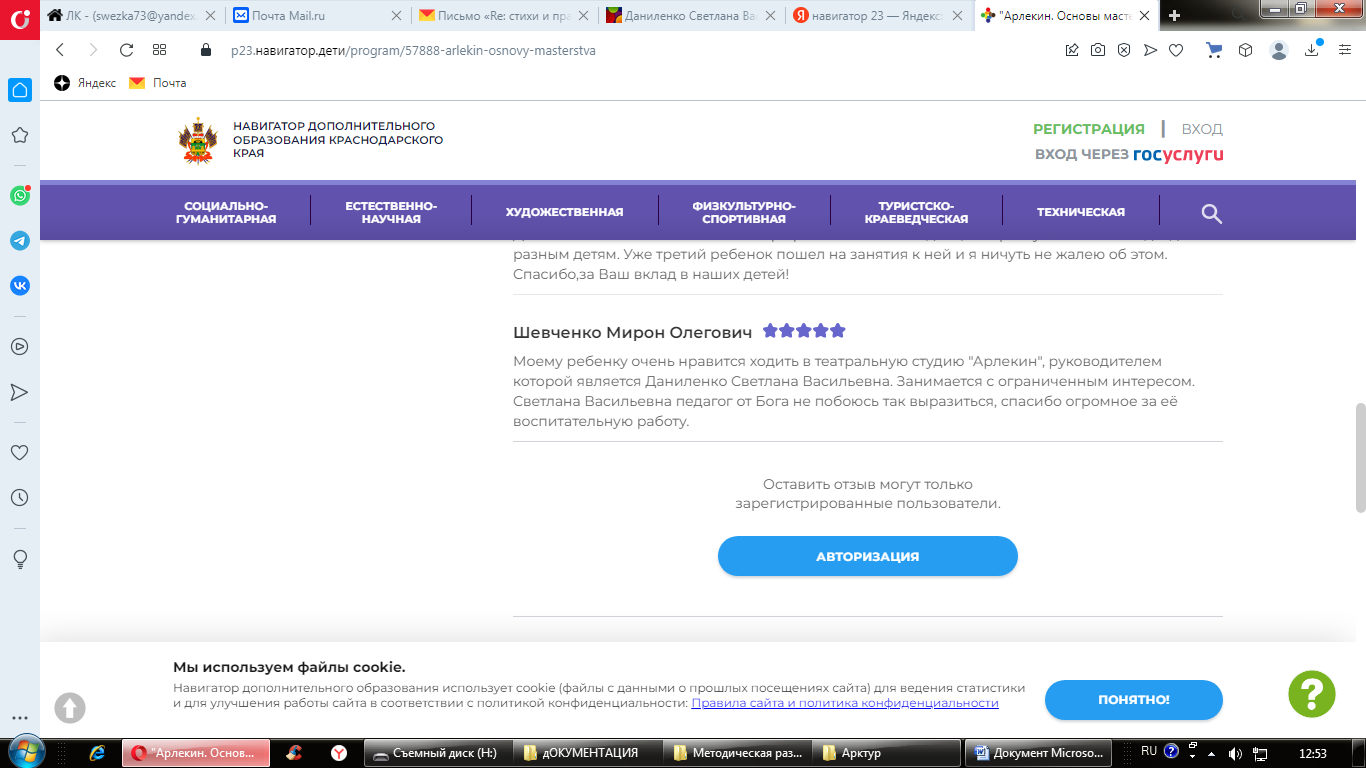 ЛК - (swezka73@yandex.
Почта Mail.ru
Письмо «Re: стихи и пра
Даниленко Светлана Ва
навигатор 23 — Яндекс:
"Арлекин. Основы масте
p23.навигатор.дети/program/57888-arlekin-osnovy-masterstva
Яндекс
Почта
НАВИГАТОР ДОПОЛНИТЕЛЬНОГО
ОБРАЗОВАНИЯ КРАСНОДАРСКОГО
КРАЯ
РЕГИСТРАЦИЯ | ВХОД
ВХОД ЧЕРЕЗ госуслуги
СОЦИАЛЬНО-
ГУМАНИТАРНАЯ
ЕСТЕСТВЕННО-
НАУЧНАЯ
ХУДОЖЕСТВЕННАЯ
ФИЗКУЛЬТУРНО-
СПОРТИВНАЯ
ТУРИСТСКО-
КРАЕВЕДЧЕСКАЯ
ТЕХНИЧЕСКАЯ
разным детям. Уже третий ребенок пошел на занятия к ней и я ничуть не жалею об этом.
Спасибо,за Ваш вклад в наших детей!
Шевченко Мирон Олегович
Моему ребенку очень нравится ходить в театральную студию "Арлекин", руководителем
которой является Даниленко Светлана Васильевна. Занимается с ограниченным интересом.
Светлана Васильевна педагог от Бога не побоюсь так выразиться, спасибо огромное за её
воспитательную работу.
Оставить отзыв могут только
зарегистрированные пользователи.
АВТОРИЗАЦИЯ
Мы используем файлы cookie.
Навигатор дополнительного образования использует cookie (файлы с данными о прошлых посещениях сайта) для ведения статистики
и для улучшения работы сайта в соответствии с политикой конфиденциальности: Правила сайта и политика конфиденциальности
ПОНЯТНО!
?
"Арлекин. Основ...
Съемный диск (H:)
дОКУМЕНТАЦИЯ
Методическая раз...
Арктур
Документ Microso...
RU
12:53